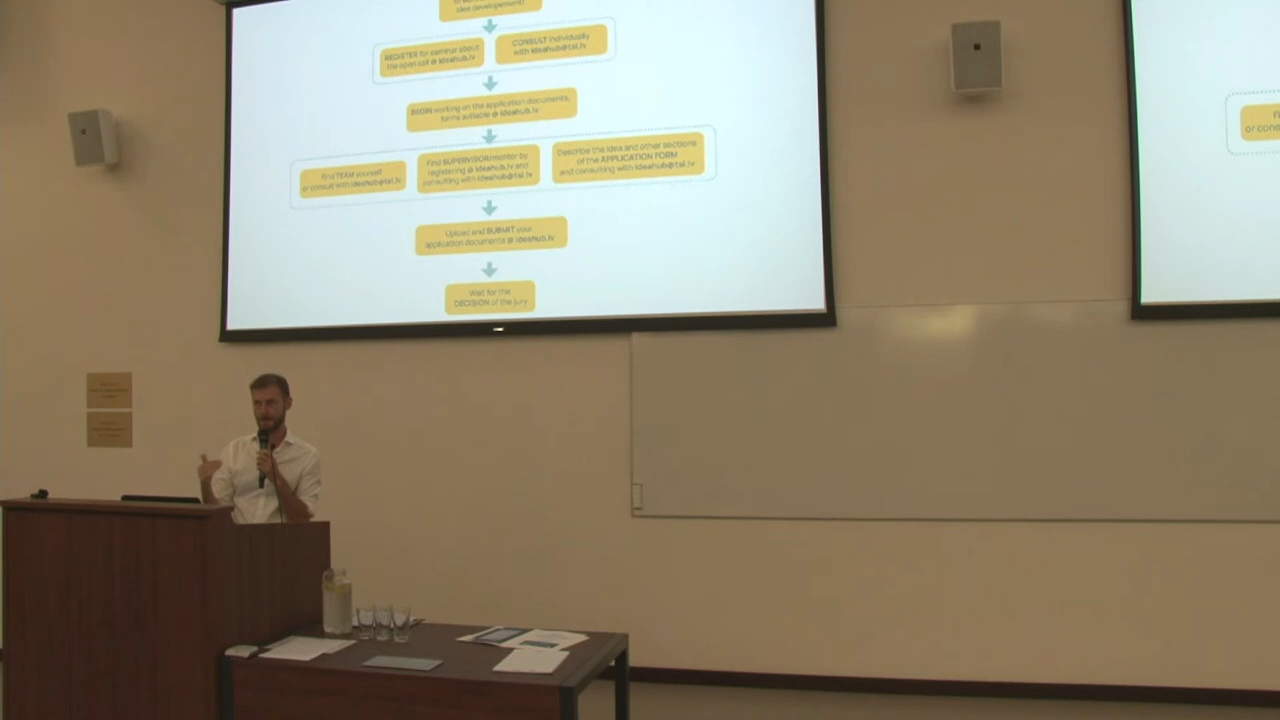 idea developement!
REGISTER for seminar about
the open call @ ideahub.lv
CONSULT individually
with ideahub@tsi.lv
BEGIN working on the application documents,
forms avilable @ ideahub.lv
Find TEAM yourself
or consult with ideahub@tsi.lv
Find SUPERVISOR/mentor by
registering @ ideahub.lv and
consulting with ideahub@tsi.lv
Describe the idea and other sections
of the APPLICATION FORM
and consulting with ideahub@tsi.lv
Upload and SUBMIT your
application documents @ ideahub.lv
Wait for the
DECISION of the jury
or cons